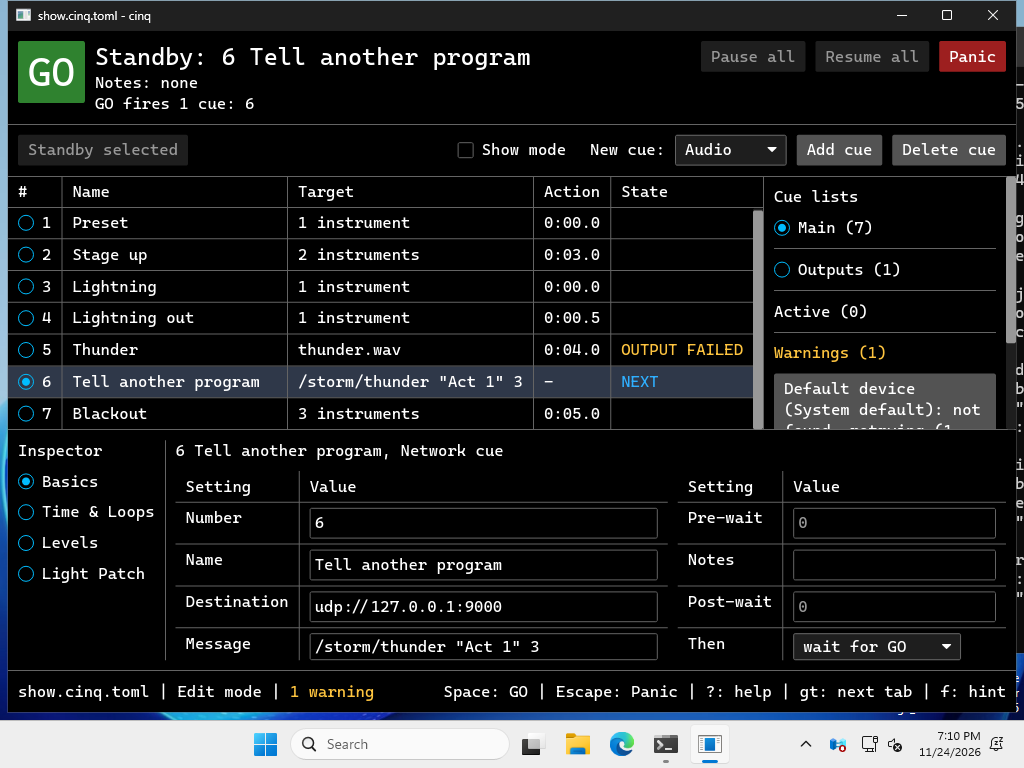 show.cinq.toml - cinq
GO
Standby: 6 Tell another program
Notes: none
GO fires 1 cue: 6
Pause all
Resume all
Panic
Standby selected
Show mode
New cue:
Audio
Add cue
Delete cue
# Name Target Action State
1 Preset 1 instrument 0:00.0
2 Stage up 2 instruments 0:03.0
3 Lightning 1 instrument 0:00.0
4 Lightning out 1 instrument 0:00.5
5 Thunder thunder.wav 0:04.0 OUTPUT FAILED
6 Tell another program /storm/thunder "Act 1" 3 – NEXT
7 Blackout 3 instruments 0:05.0
Cue lists
Main (7)
Outputs (1)
Active (0)
Warnings (1)
Default device
(System default): not
Inspector
Basics
Time & Loops
Levels
Light Patch
6 Tell another program, Network cue
Setting Value Setting Value
Number 6 Pre-wait 0
Name Tell another program Notes
Destination udp://127.0.0.1:9000 Post-wait 0
Message /storm/thunder "Act 1" 3 Then wait for GO
show.cinq.toml | Edit mode | 1 warning
Space: GO | Escape: Panic | ?: help | gt: next tab | f: hint
Search
7:10 PM
11/24/2026